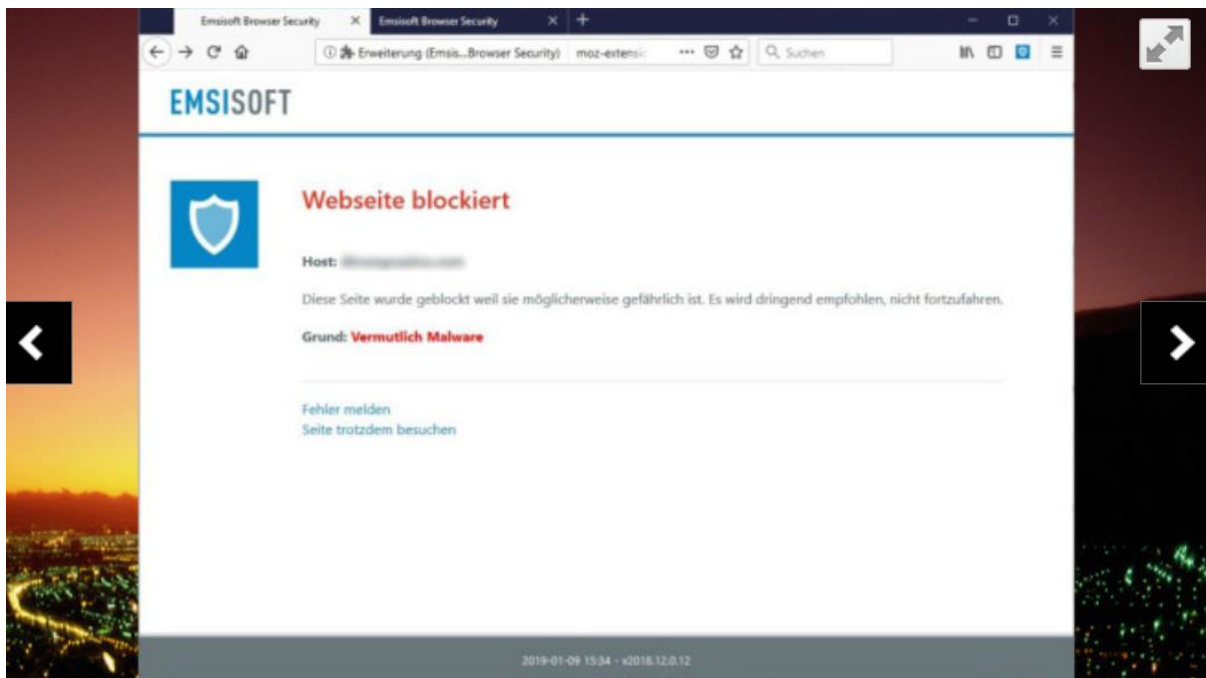 Emsisoft Browser Security
Emsisoft Browser Security
Erweiterung (Emsis...Browser Security) moz-extensi
Suchen
EMSISOFT
Webseite blockiert
Host:
Diese Seite wurde geblockt weil sie möglicherweise gefährlich ist. Es wird dringend empfohlen, nicht fortzufahren.
Grund: Vermutlich Malware
Fehler melden
Seite trotzdem besuchen
2019-01-09 15:34 - v2018.12.0.12